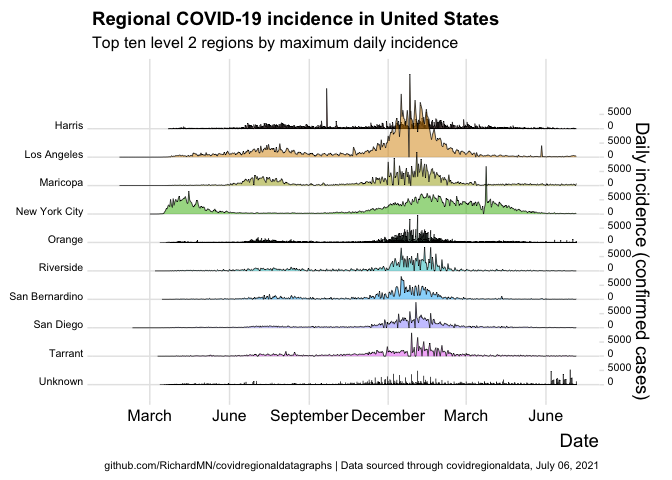 Regional COVID-19 incidence in United States
Top ten level 2 regions by maximum daily incidence
Harris
Los Angeles
Maricopa
New York City
Orange
Riverside
San Bernardino
San Diego
Tarrant
Unknown
5000
0
5000
0
5000
0
5000
0
5000
0
5000
0
5000
0
5000
0
5000
0
5000
0
Daily incidence (confirmed cases)
March June September December March June
Date
github.com/RichardMN/covidregionaldatagraphs | Data sourced through covidregionaldata, July 06, 2021